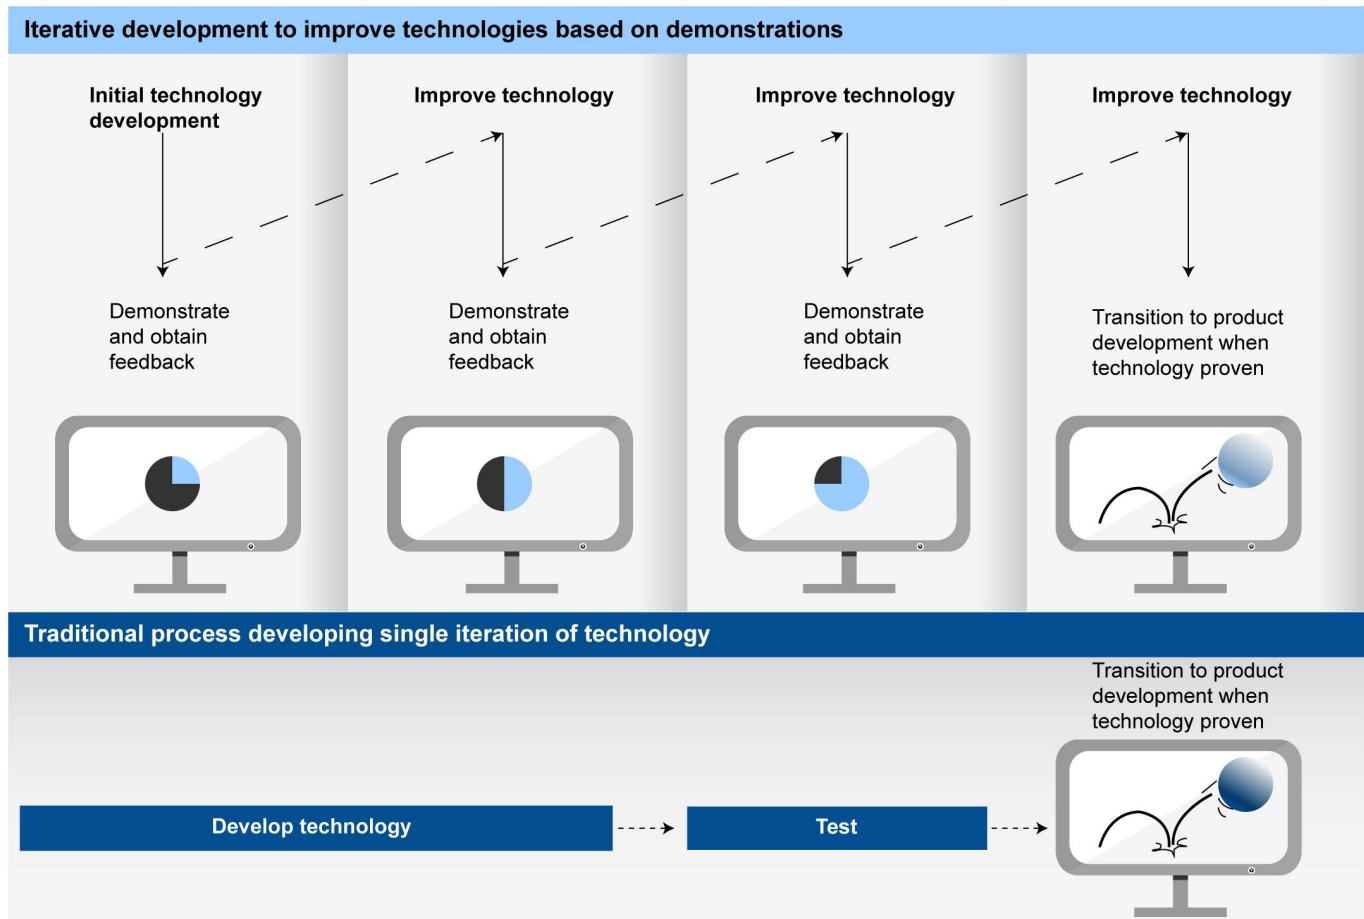 Iterative development to improve technologies based on demonstrations
Initial technology
development
Improve technology
Improve technology
Improve technology
Demonstrate
and obtain
feedback
Demonstrate
and obtain
feedback
Demonstrate
and obtain
feedback
Transition to product
development when
technology proven
Traditional process developing single iteration of technology
Transition to product
development when
technology proven
Develop technology
Test